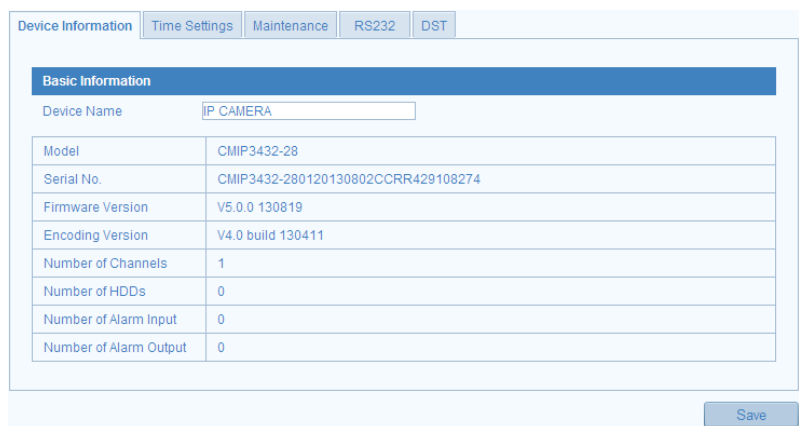 Device Information Time Settings Maintenance RS232 DST
Basic Information
Device Name IP CAMERA
Model CMIP3432-28
Serial No. CMIP3432-280120130802CCRR429108274
Firmware Version V5.0.0 130819
Encoding Version V4.0 build 130411
Number of Channels 1
Number of HDDs 0
Number of Alarm Input 0
Number of Alarm Output 0
Save